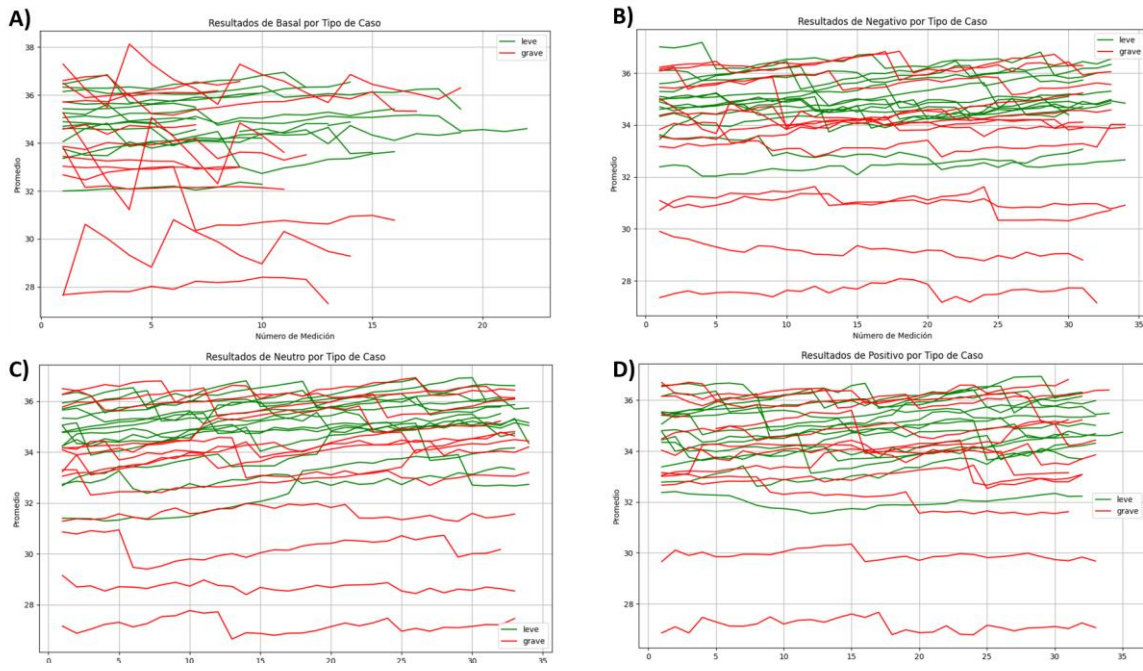 A)
Resultados de Basal por Tipo de Caso
leve
grave
Promedio
38
36
34
32
30
28
0 5 10 15 20
Número de Medición
B)
Resultados de Negativo por Tipo de Caso
leve
grave
Promedio
36
34
32
30
28
0 5 10 15 20 25 30 35
Número de Medición
C)
Resultados de Neutro por Tipo de Caso
Promedio
36
34
32
30
28
leve
grave
0 5 10 15 20 25 30 35
D)
Resultados de Positivo por Tipo de Caso
Promedio
36
34
32
30
28
leve
grave
0 5 10 15 20 25 30 35